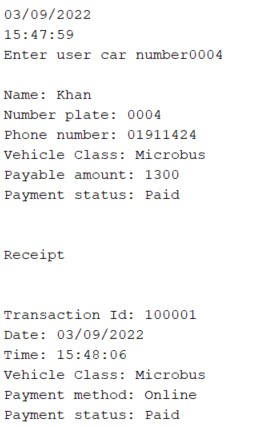 03/09/2022
15:47:59
Enter user car number0004
Name: Khan
Number plate: 0004
Phone number: 01911424
Vehicle Class: Microbus
Payable amount: 1300
Payment status: Paid
Receipt
Transaction Id: 100001
Date: 03/09/2022
Time: 15:48:06
Vehicle Class: Microbus
Payment method: Online
Payment status: Paid